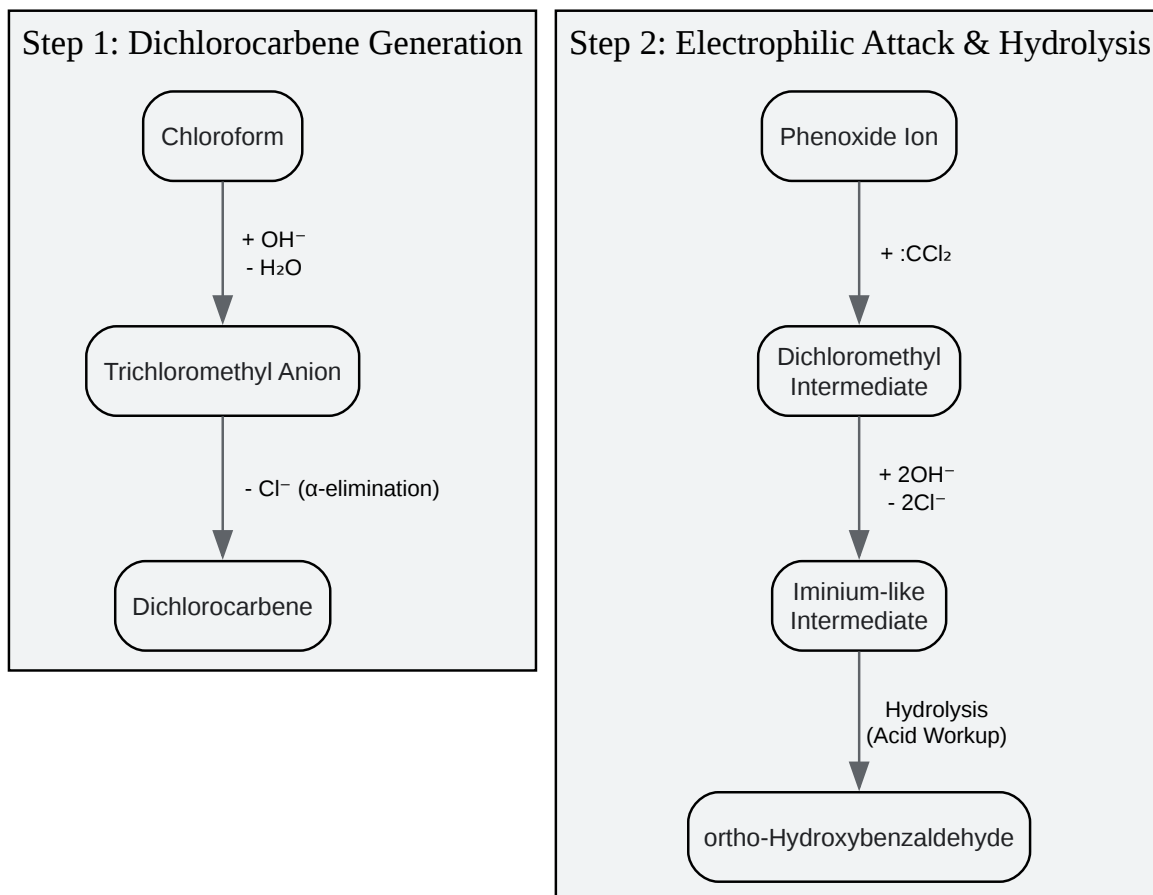 Step 1: Dichlorocarbene Generation
Chloroform
+ OH⁻
- H₂O
Trichloromethyl Anion
- Cl⁻ (α-elimination)
Dichlorocarbene
Step 2: Electrophilic Attack & Hydrolysis
Phenoxide Ion
+ :CCl₂
Dichloromethyl
Intermediate
+ 2OH⁻
- 2Cl⁻
Iminium-like
Intermediate
Hydrolysis
(Acid Workup)
ortho-Hydroxybenzaldehyde